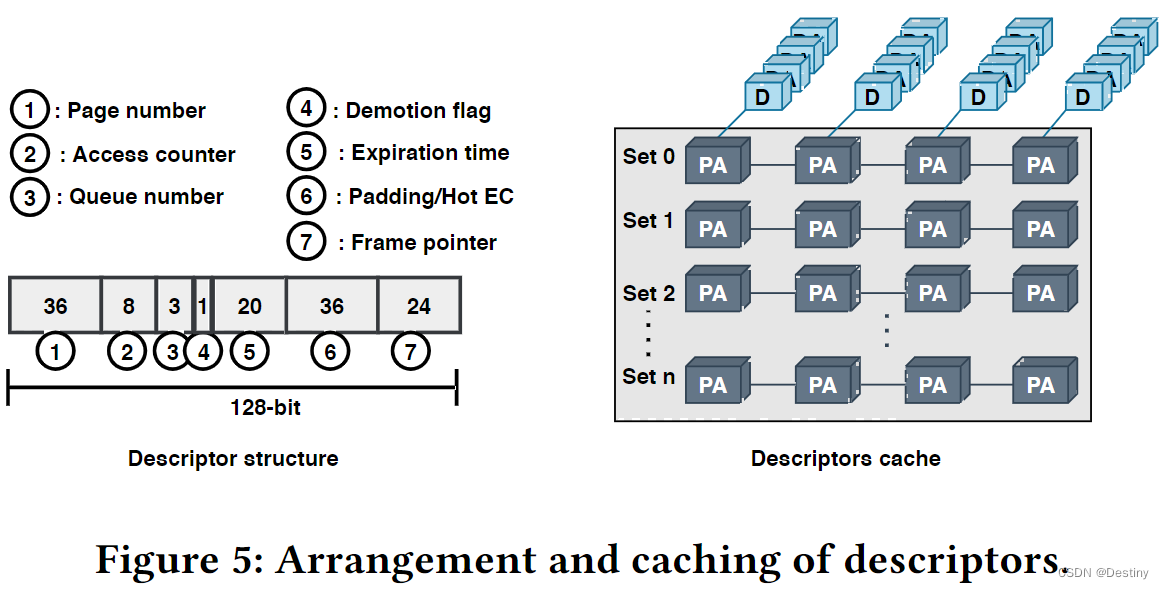 1 : Page number
2 : Access counter
3 : Queue number
4 : Demotion flag
5 : Expiration time
6 : Padding/Hot EC
7 : Frame pointer
36 8 3 1 20 36 24
1 2 3 4 5 6 7
128-bit
Descriptor structure
D D D D
Set 0 PA PA PA PA
Set 1 PA PA PA PA
Set 2 PA PA PA PA
Set n PA PA PA PA
Descriptors cache
Figure 5: Arrangement and caching of descriptors.
CSDN @Destiny